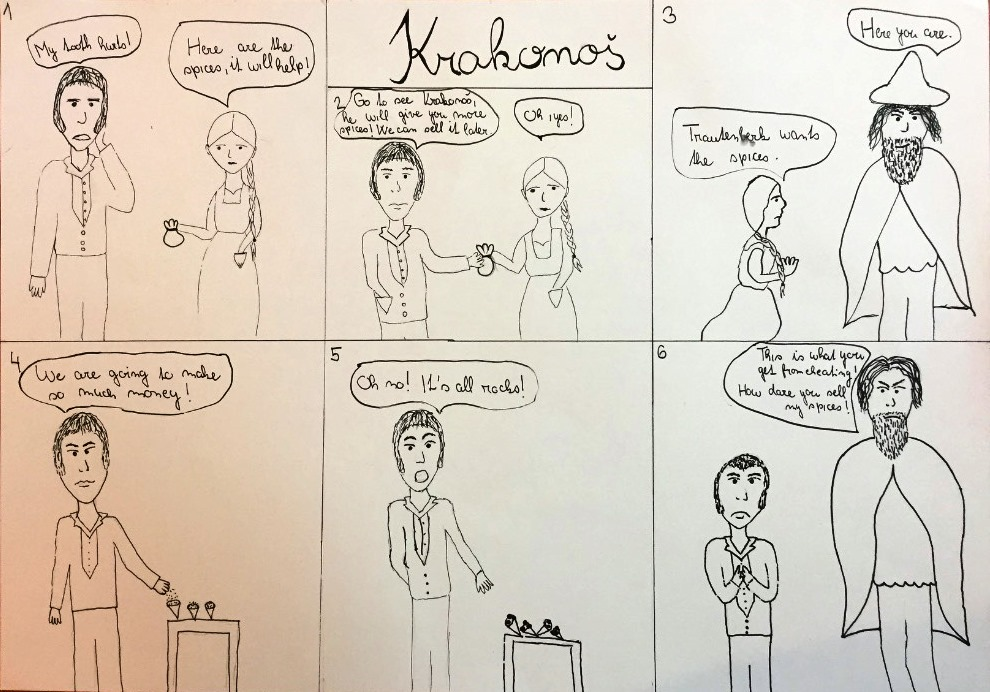 1
My tooth hurts!
Here are the
spices, it will help!
Krakonoš
2
Go to see Krakonoš,
he will give you more
spices! We can sell it later
Oh yes!
3
Here you are.
Trautenberk wants
the spices.
4
We are going to make
so much money!
5
Oh no! It's all rocks!
6
This is what you
get from cheating!
How dare you sell
my spices!